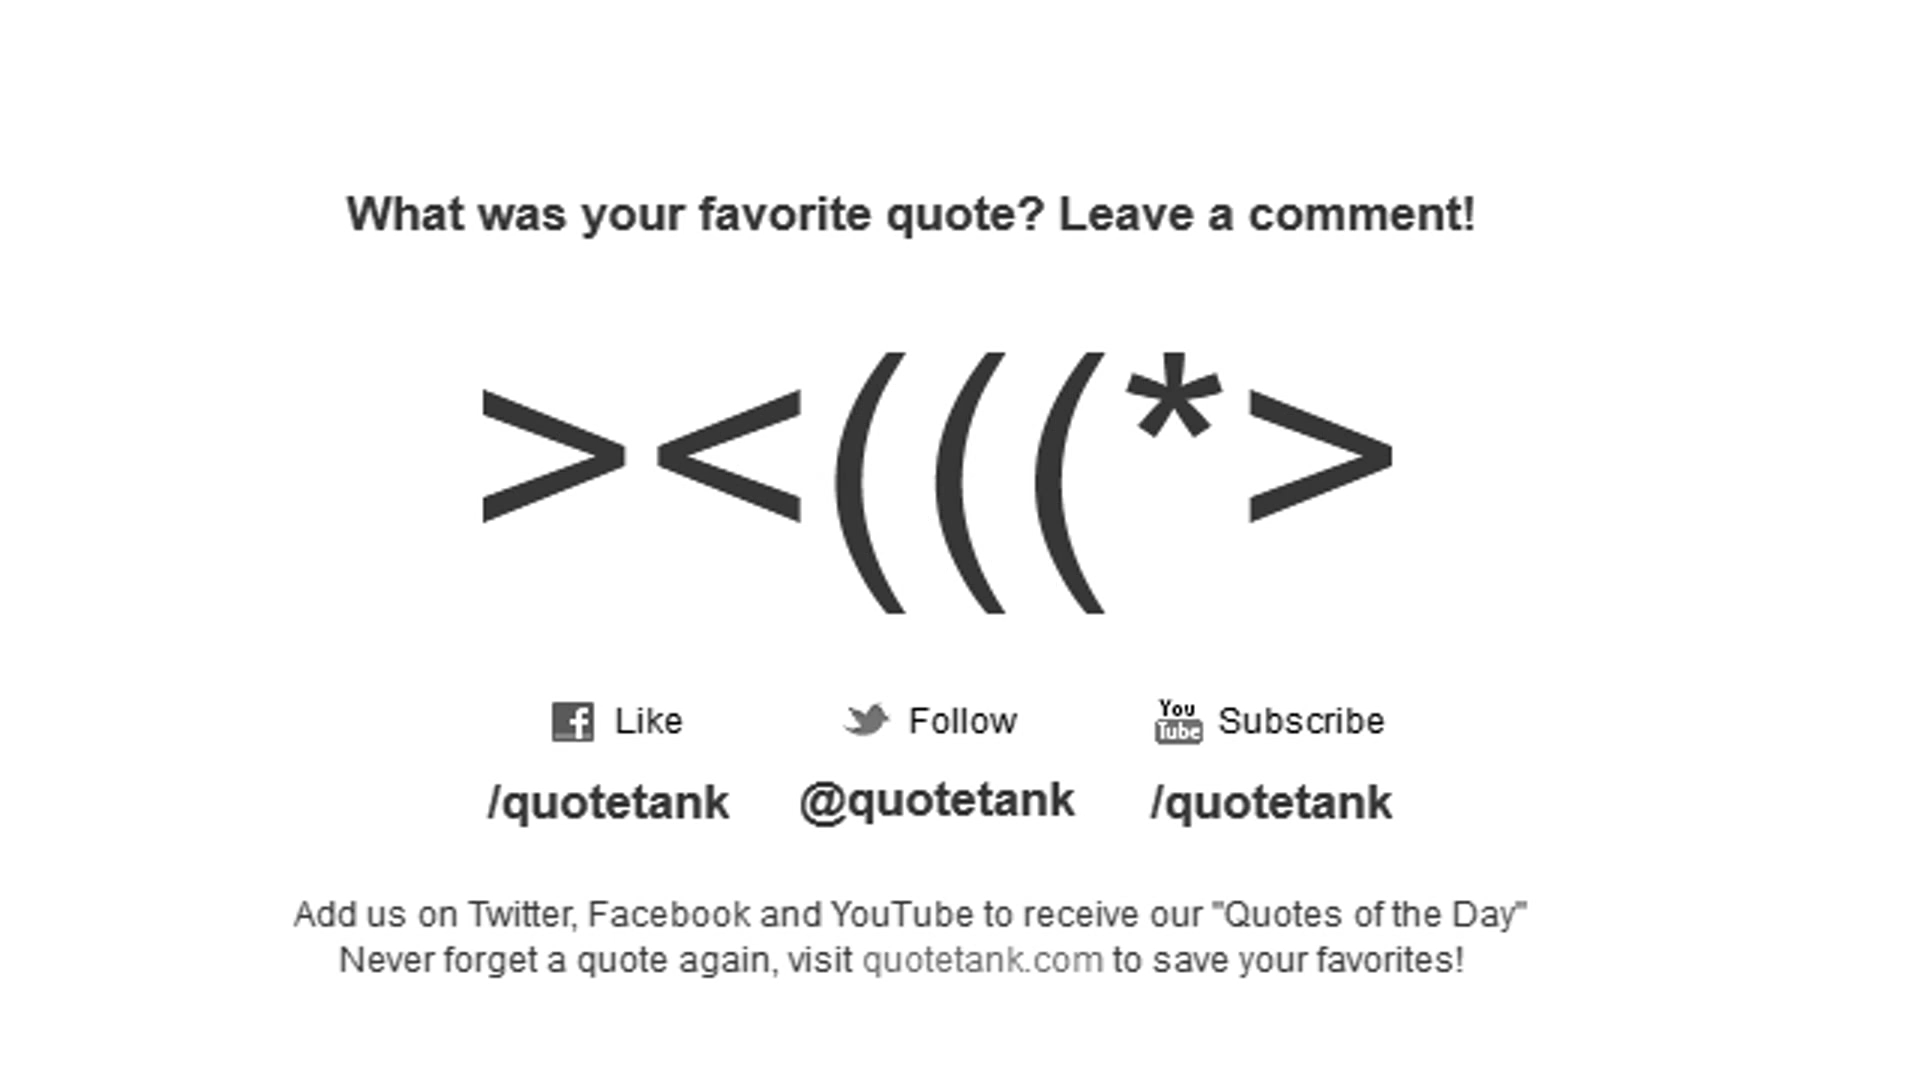 What was your favorite quote? Leave a comment!
><(((*>
f Like Follow You Tube Subscribe
/quotetank @quotetank /quotetank
Add us on Twitter, Facebook and YouTube to receive our "Quotes of the Day"
Never forget a quote again, visit quotetank.com to save your favorites!